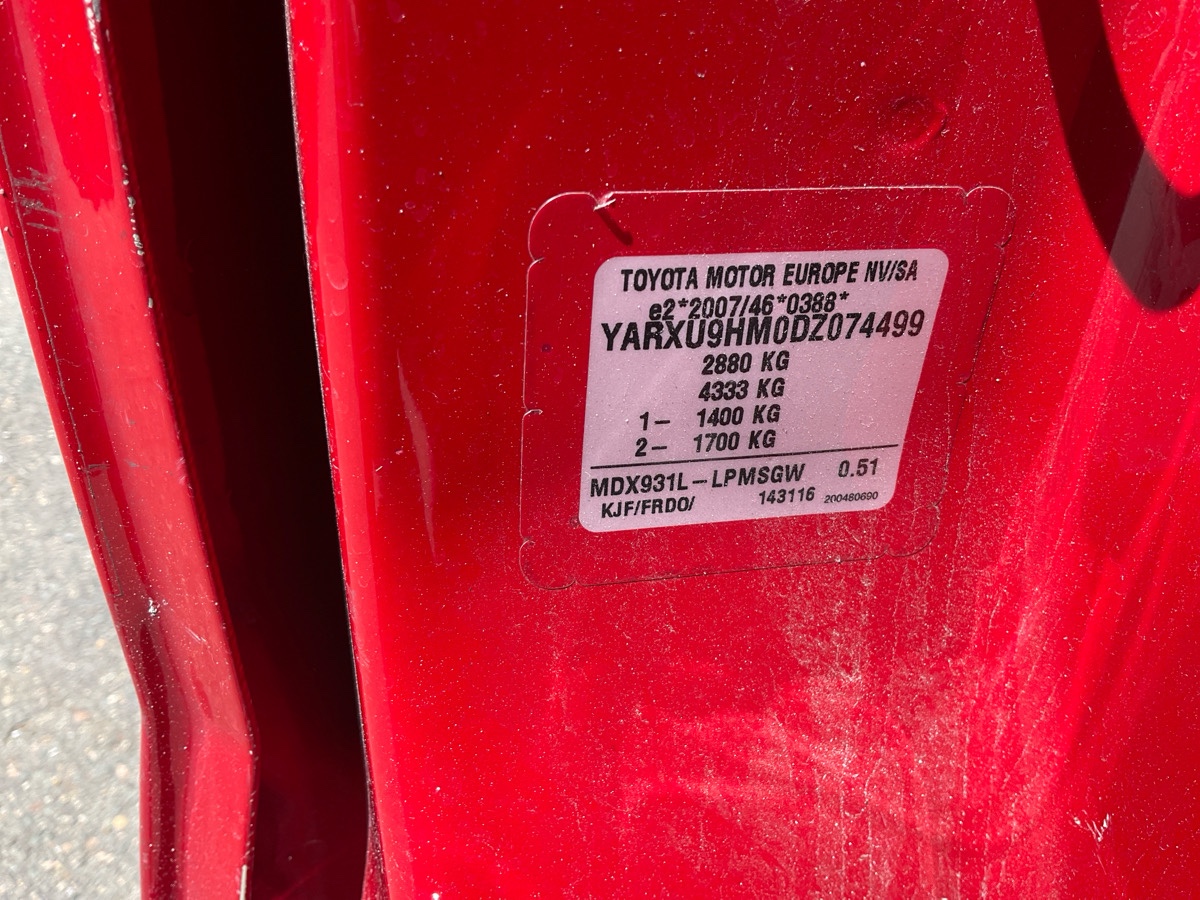 TOYOTA MOTOR EUROPE NV/SA
e2*2007/46*0388*
YARXU9HM0DZ074499
2880 KG
4333 KG
1– 1400 KG
2– 1700 KG
MDX931L–LPMSGW 0.51
KJF/FRDO/ 143116 200480690